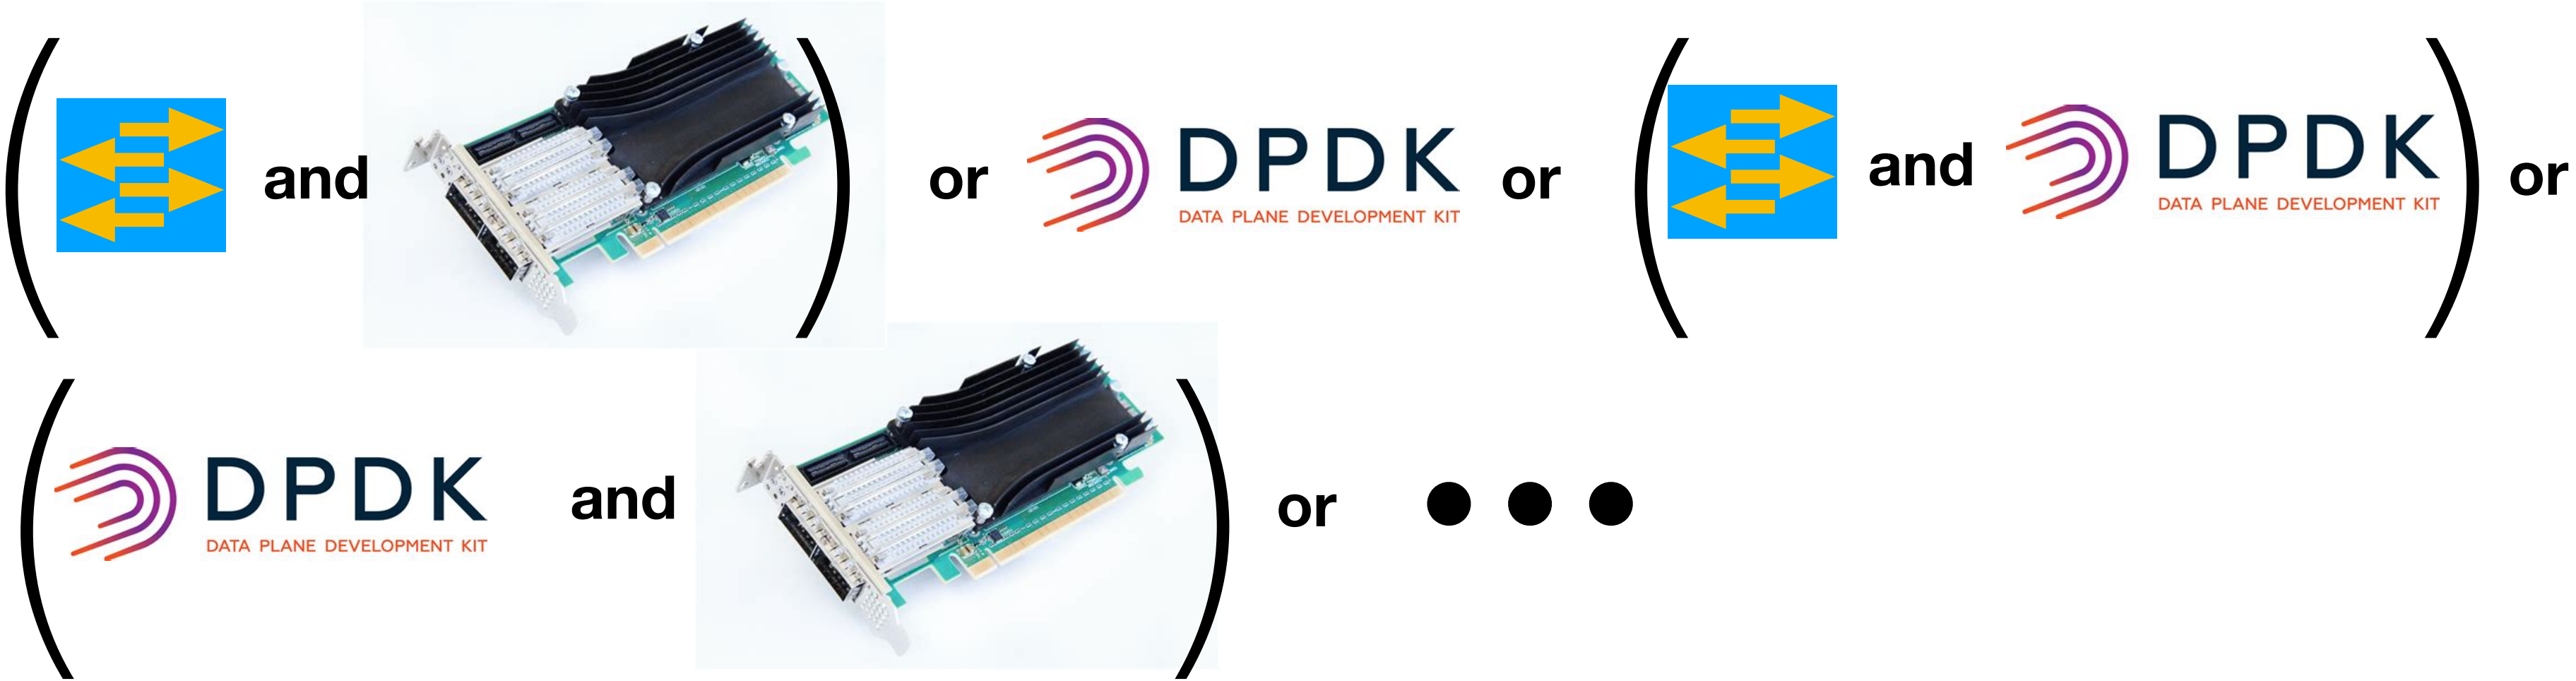 ( and ) or DPDK or ( and DPDK ) or
DATA PLANE DEVELOPMENT KIT DATA PLANE DEVELOPMENT KIT
( DPDK and ) or ● ● ●
DATA PLANE DEVELOPMENT KIT